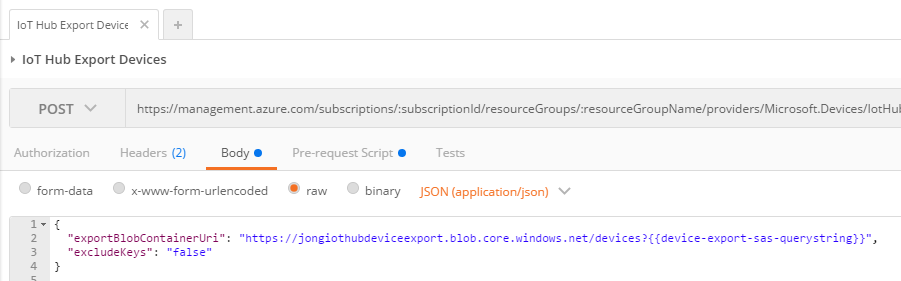 IoT Hub Export Device
IoT Hub Export Devices
POST https://management.azure.com/subscriptions/:subscriptionId/resourceGroups/:resourceGroupName/providers/Microsoft.Devices/IotHub
Authorization Headers (2) Body Pre-request Script Tests
form-data x-www-form-urlencoded raw binary JSON (application/json)
1 {
2 "exportBlobContainerUri": "https://jongiothubdeviceexport.blob.core.windows.net/devices?{{device-export-sas-querystring}}",
3 "excludeKeys": "false"
4 }
5